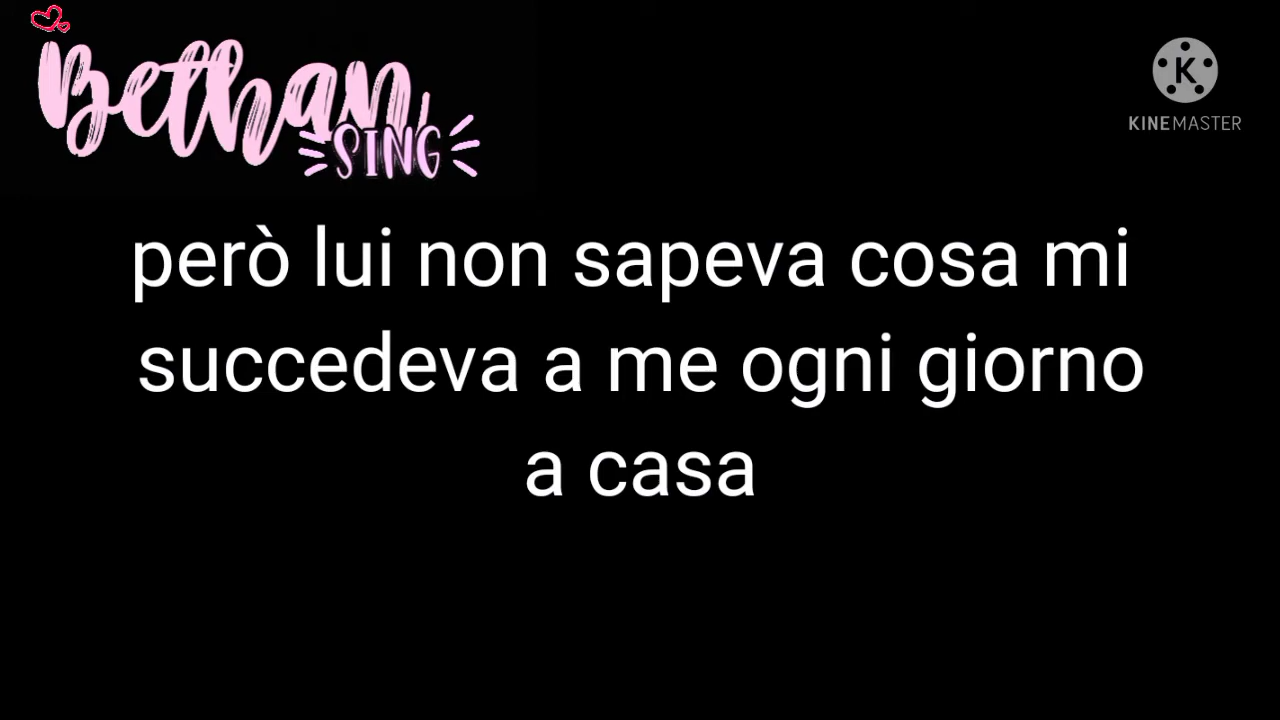 Bethan
SING
KINEMASTER
però lui non sapeva cosa mi
succedeva a me ogni giorno
a casa